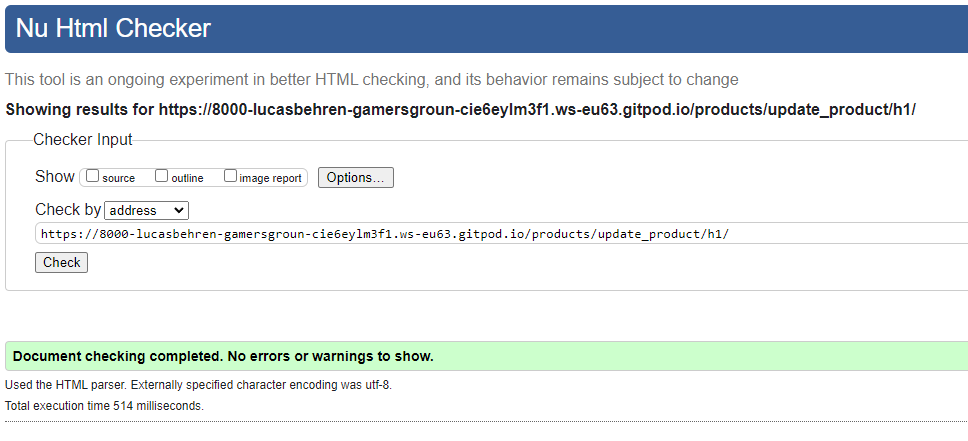 Nu Html Checker
This tool is an ongoing experiment in better HTML checking, and its behavior remains subject to change
Showing results for https://8000-lucasbehren-gamersgroun-cie6eylm3f1.ws-eu63.gitpod.io/products/update_product/h1/
Checker Input
Show source outline image report Options...
Check by address
https://8000-lucasbehren-gamersgroun-cie6eylm3f1.ws-eu63.gitpod.io/products/update_product/h1/
Check
Document checking completed. No errors or warnings to show.
Used the HTML parser. Externally specified character encoding was utf-8.
Total execution time 514 milliseconds.